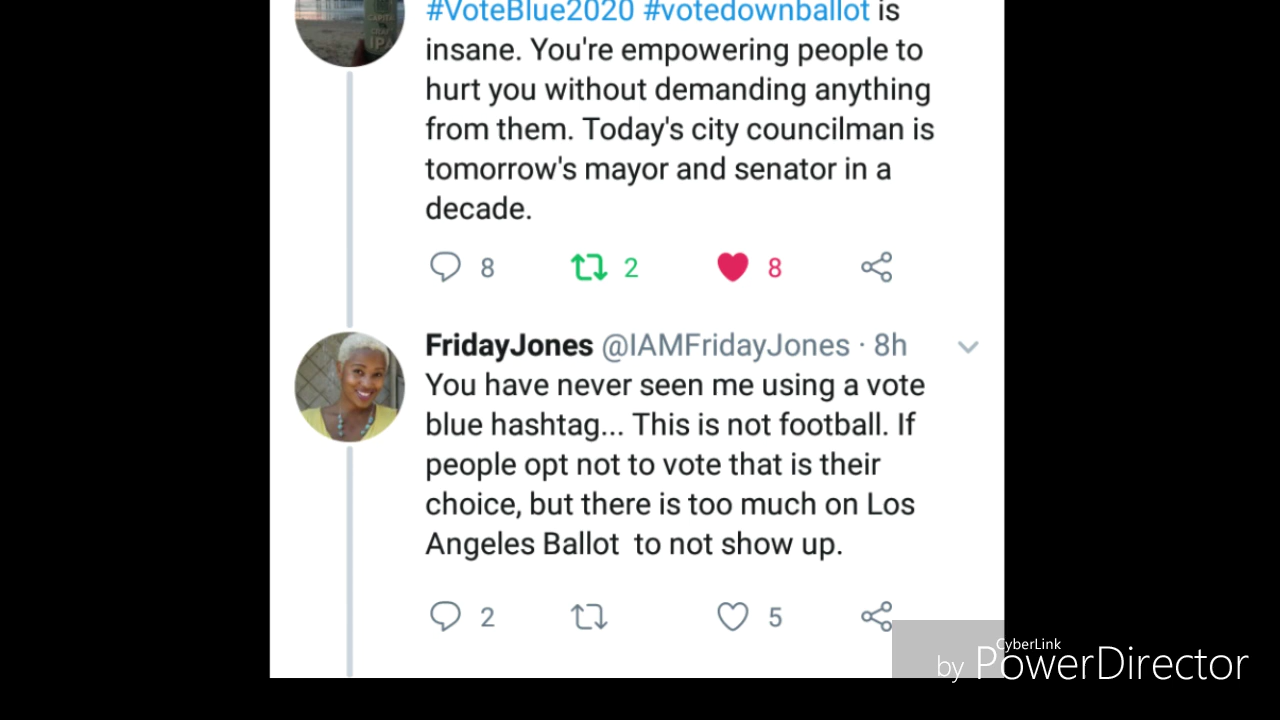 #VoteBlue2020 #votedownballot is
insane. You're empowering people to
hurt you without demanding anything
from them. Today's city councilman is
tomorrow's mayor and senator in a
decade.
8 2 8
FridayJones @IAMFridayJones · 8h
You have never seen me using a vote
blue hashtag... This is not football. If
people opt not to vote that is their
choice, but there is too much on Los
Angeles Ballot to not show up.
2 5
CyberLink
by PowerDirector